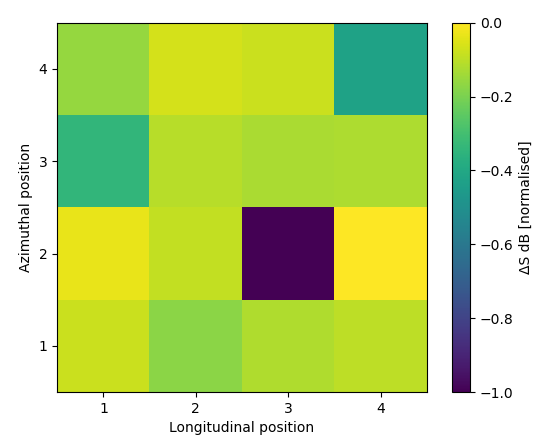 4
3
2
1
Azimuthal position
1 2 3 4
Longitudinal position
0.0
−0.2
−0.4
−0.6
−0.8
−1.0
ΔS dB [normalised]